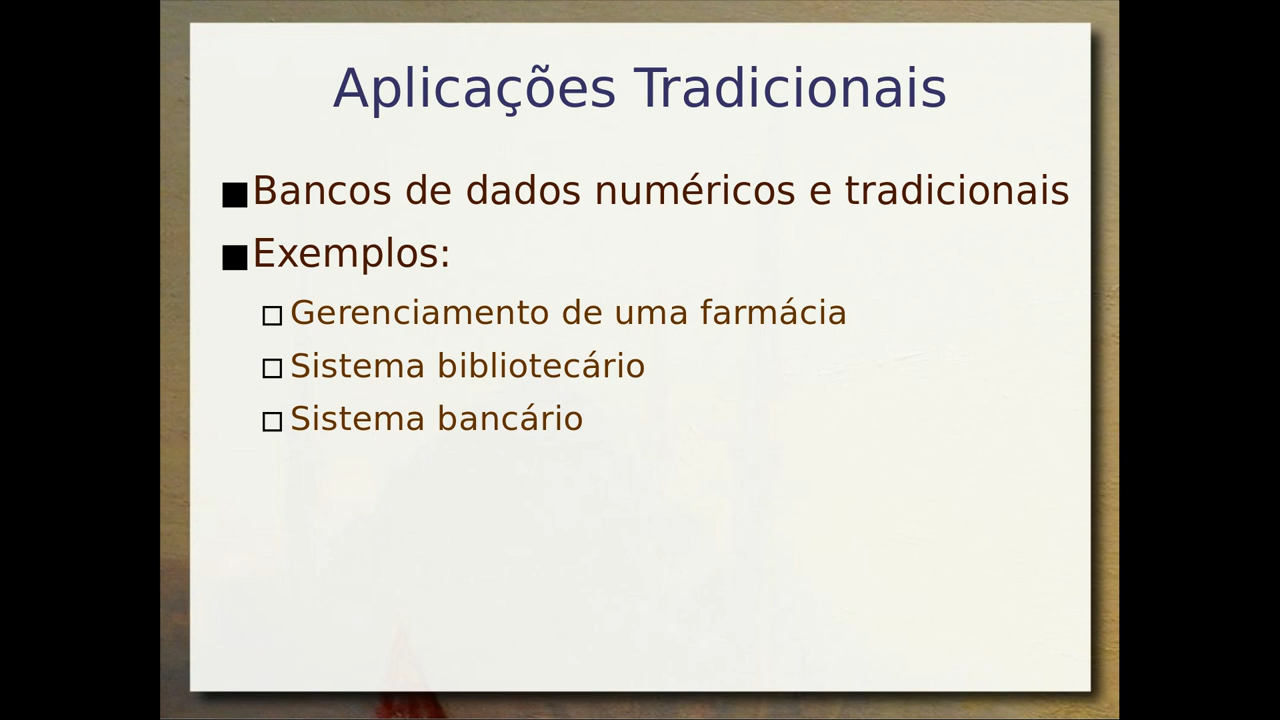 Aplicações Tradicionais
Bancos de dados numéricos e tradicionais
Exemplos:
Gerenciamento de uma farmácia
Sistema bibliotecário
Sistema bancário